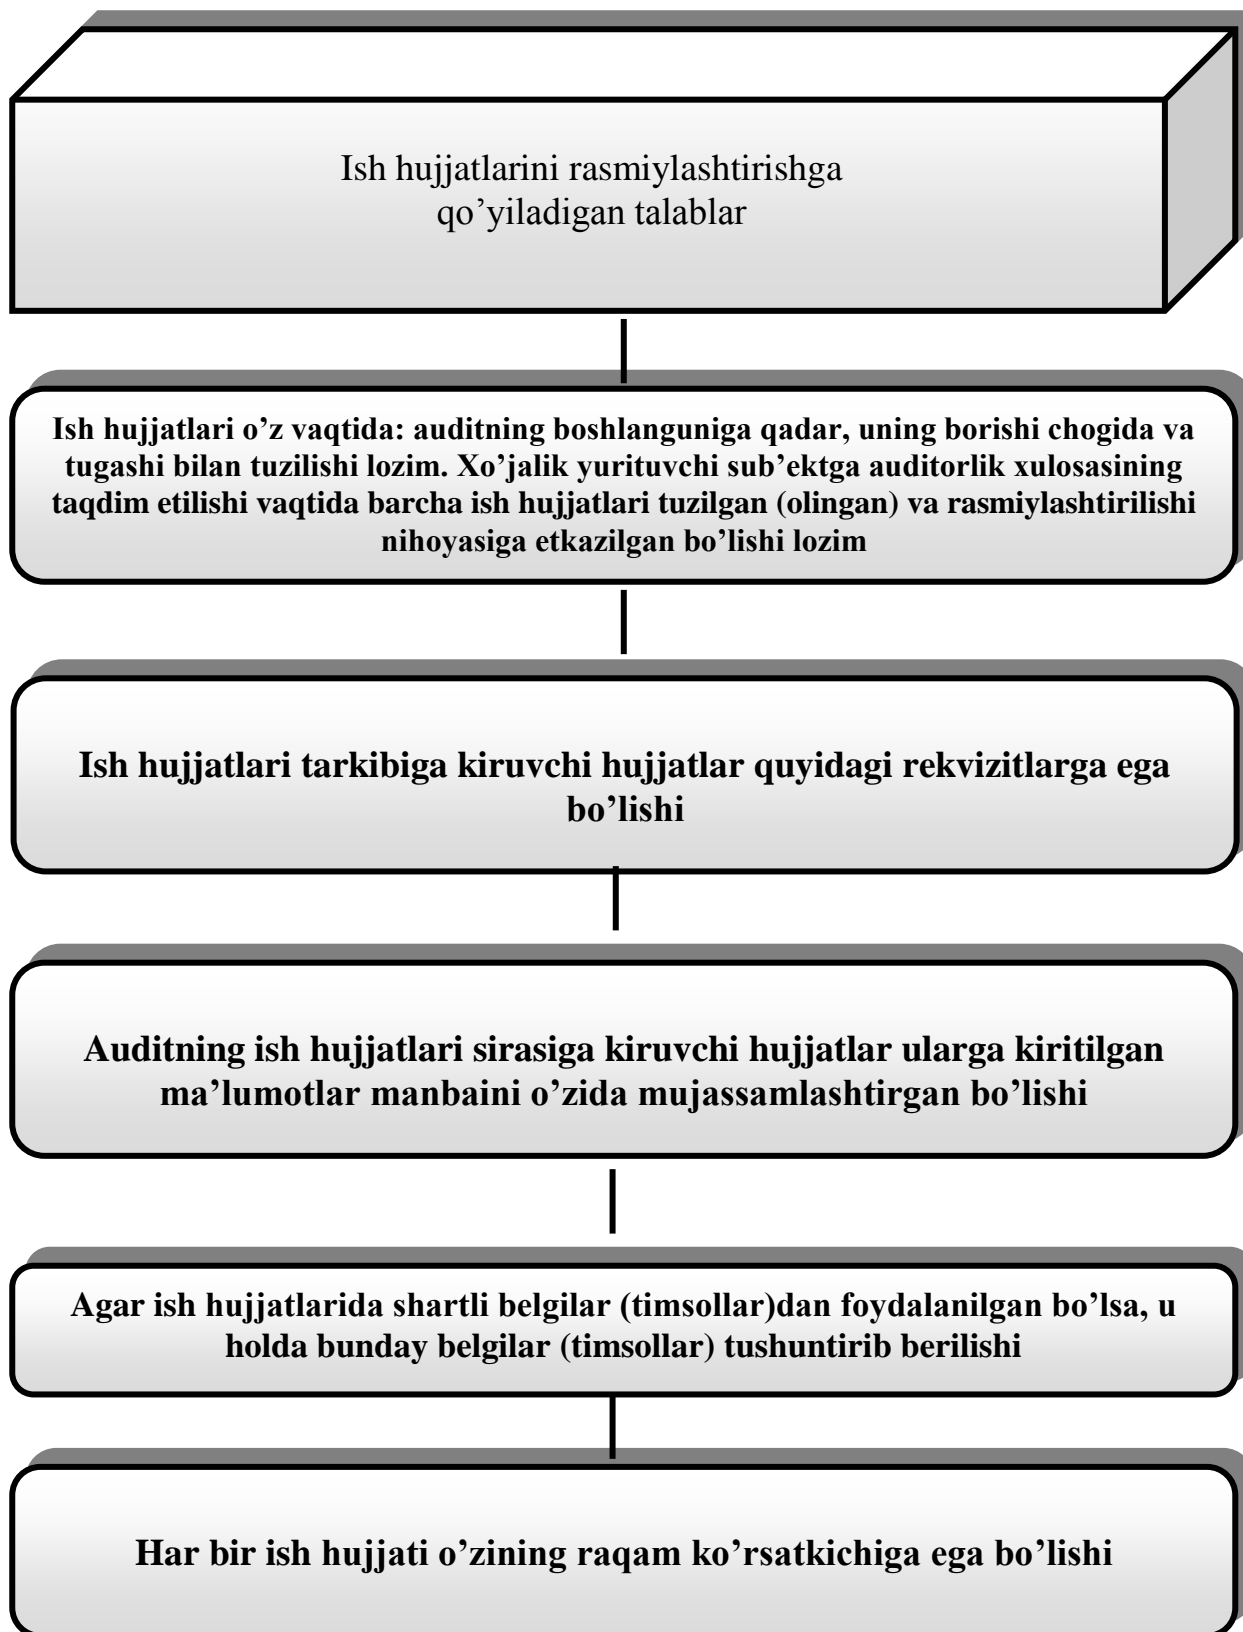 Ish hujjatlarini rasmiylashtirishga
qo’yiladigan talablar
Ish hujjatlari o’z vaqtida: auditning boshlanguniga qadar, uning borishi chogida va
tugashi bilan tuzilishi lozim. Xo’jalik yurituvchi sub’ektga auditorlik xulosasining
taqdim etilishi vaqtida barcha ish hujjatlari tuzilgan (olingan) va rasmiylashtirilishi
nihoyasiga etkazilgan bo’lishi lozim
Ish hujjatlari tarkibiga kiruvchi hujjatlar quyidagi rekvizitlarga ega
bo’lishi
Auditning ish hujjatlari sirasiga kiruvchi hujjatlar ularga kiritilgan
ma’lumotlar manbaini o’zida mujassamlashtirgan bo’lishi
Agar ish hujjatlarida shartli belgilar (timsollar)dan foydalanilgan bo’lsa, u
holda bunday belgilar (timsollar) tushuntirib berilishi
Har bir ish hujjati o’zining raqam ko’rsatkichiga ega bo’lishi